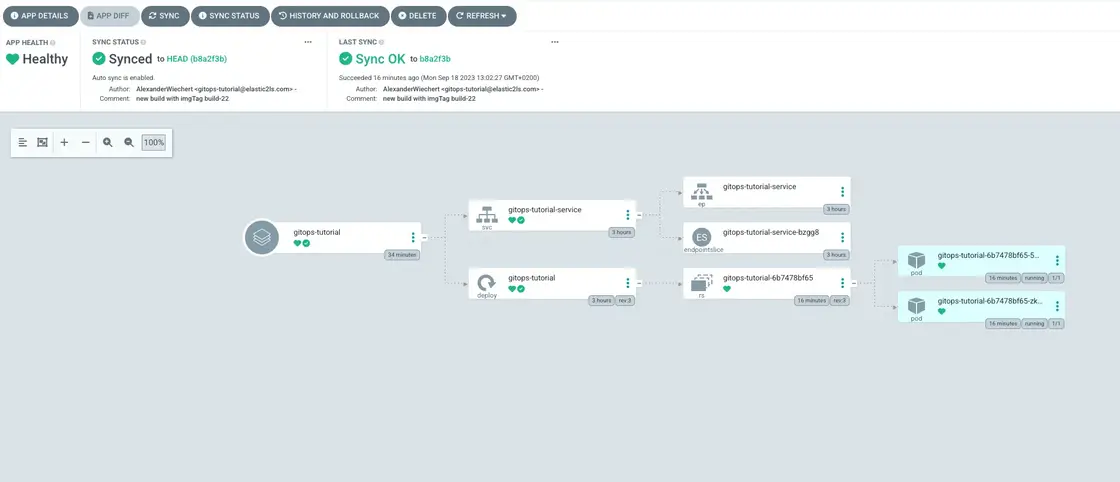 APP DETAILS
APP DIFF
SYNC
SYNC STATUS
HISTORY AND ROLLBACK
DELETE
REFRESH
APP HEALTH
Healthy
SYNC STATUS
Synced to HEAD (b8a2f3b)
Auto sync is enabled.
Author: AlexanderWiechert <gitops-tutorial@elastic2ls.com> -
Comment: new build with imgTag build-22
LAST SYNC
Sync OK to b8a2f3b
Succeeded 16 minutes ago (Mon Sep 18 2023 13:02:27 GMT+0200)
Author: AlexanderWiechert <gitops-tutorial@elastic2ls.com> -
Comment: new build with imgTag build-22
100%
gitops-tutorial
34 minutes
gitops-tutorial-service
svc
3 hours
gitops-tutorial
deploy
3 hours
rev:3
gitops-tutorial-service
ep
3 hours
ES
gitops-tutorial-service-bzgg8
endpointslice
3 hours
gitops-tutorial-6b7478bf65
rs
16 minutes
rev:3
gitops-tutorial-6b7478bf65-5...
pod
16 minutes
running
1/1
gitops-tutorial-6b7478bf65-zk...
pod
16 minutes
running
1/1